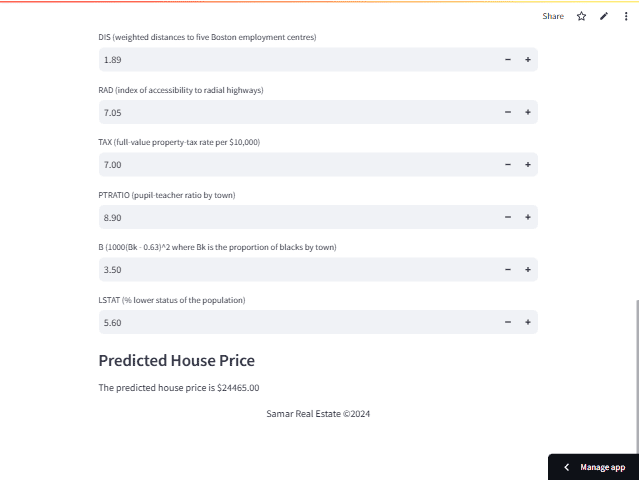 Share
DIS (weighted distances to five Boston employment centres)
1.89
RAD (index of accessibility to radial highways)
7.05
TAX (full-value property-tax rate per $10,000)
7.00
PTRATIO (pupil-teacher ratio by town)
8.90
B (1000(Bk - 0.63)^2 where Bk is the proportion of blacks by town)
3.50
LSTAT (% lower status of the population)
5.60
Predicted House Price
The predicted house price is $24465.00
Samar Real Estate ©2024
Manage app